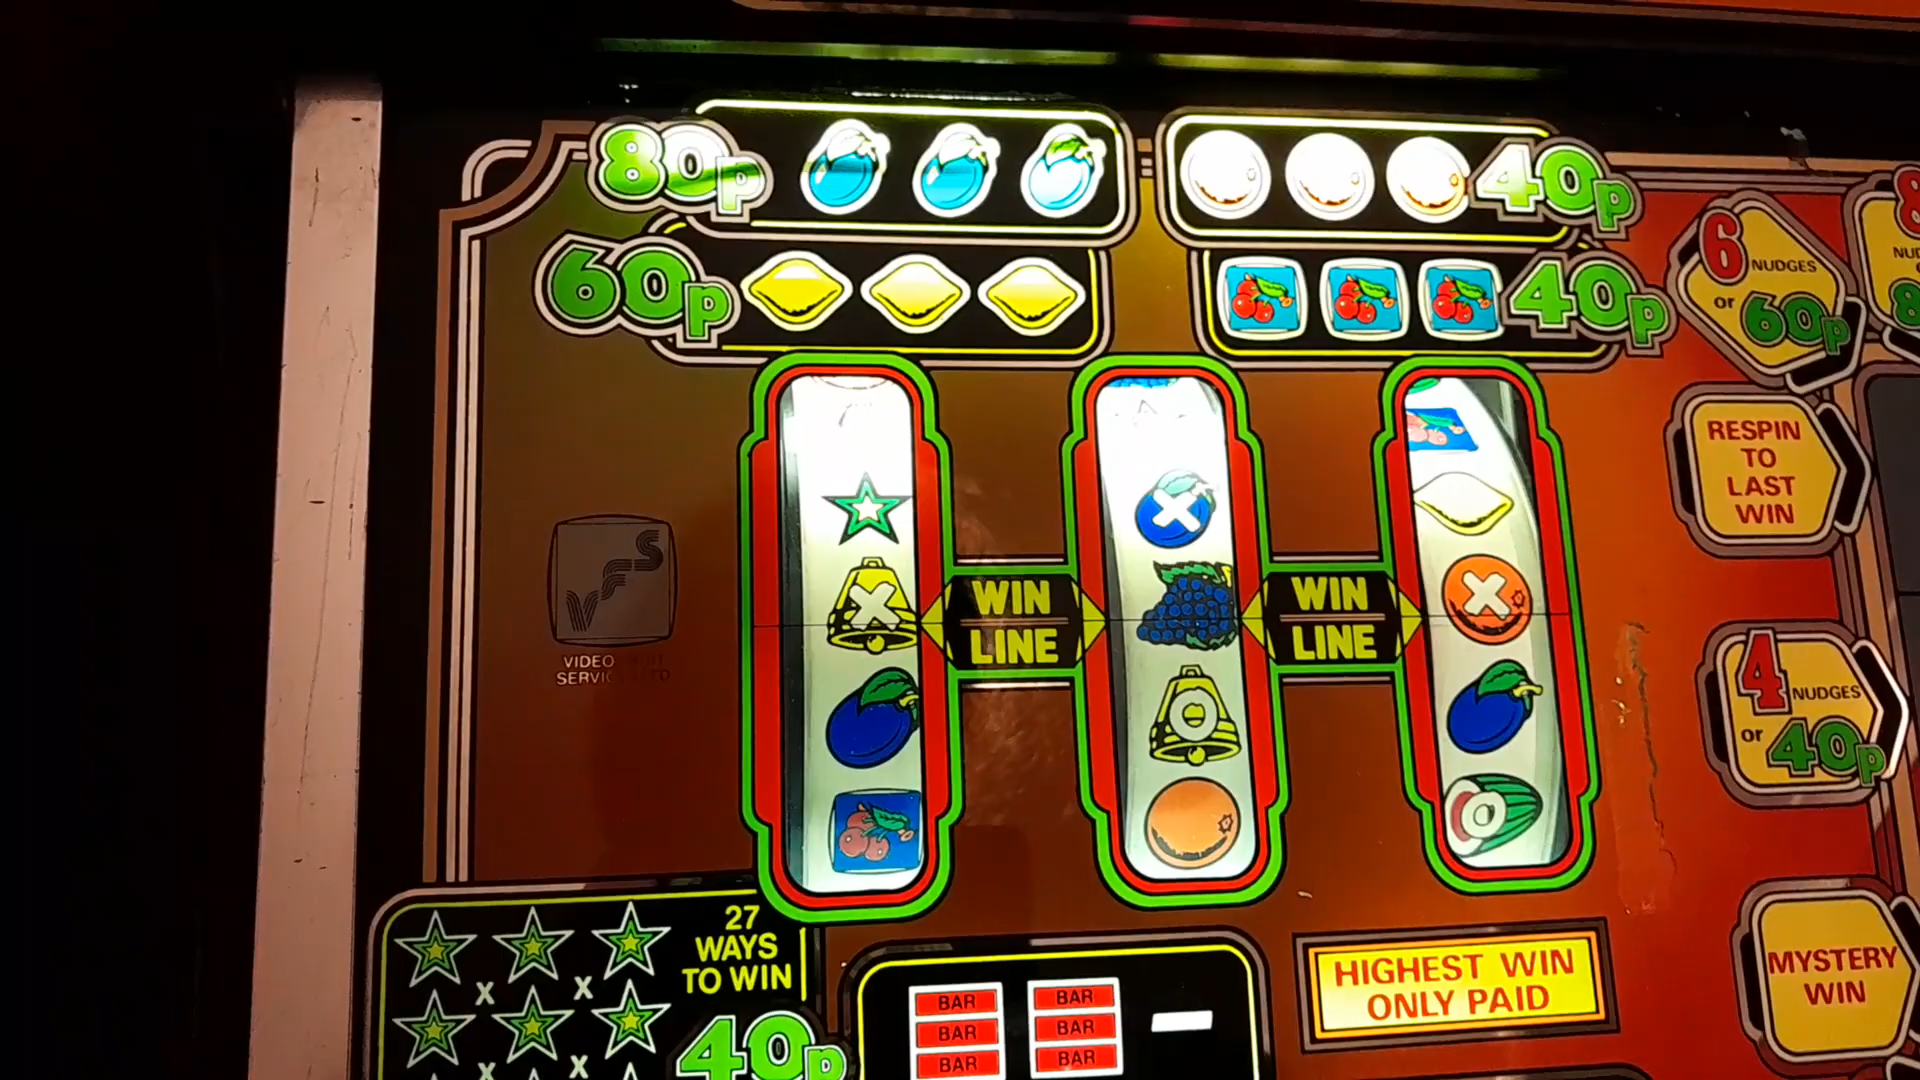 80p
40p
60p
40p
6 NUDGES
or 60p
8
RESPIN
TO
LAST
WIN
WIN
LINE
WIN
LINE
VFS
VIDEO
4 NUDGES
or 40p
27
WAYS
TO WIN
x x
x x
40p
BAR BAR
BAR BAR
BAR BAR
HIGHEST WIN
ONLY PAID
MYSTERY
WIN